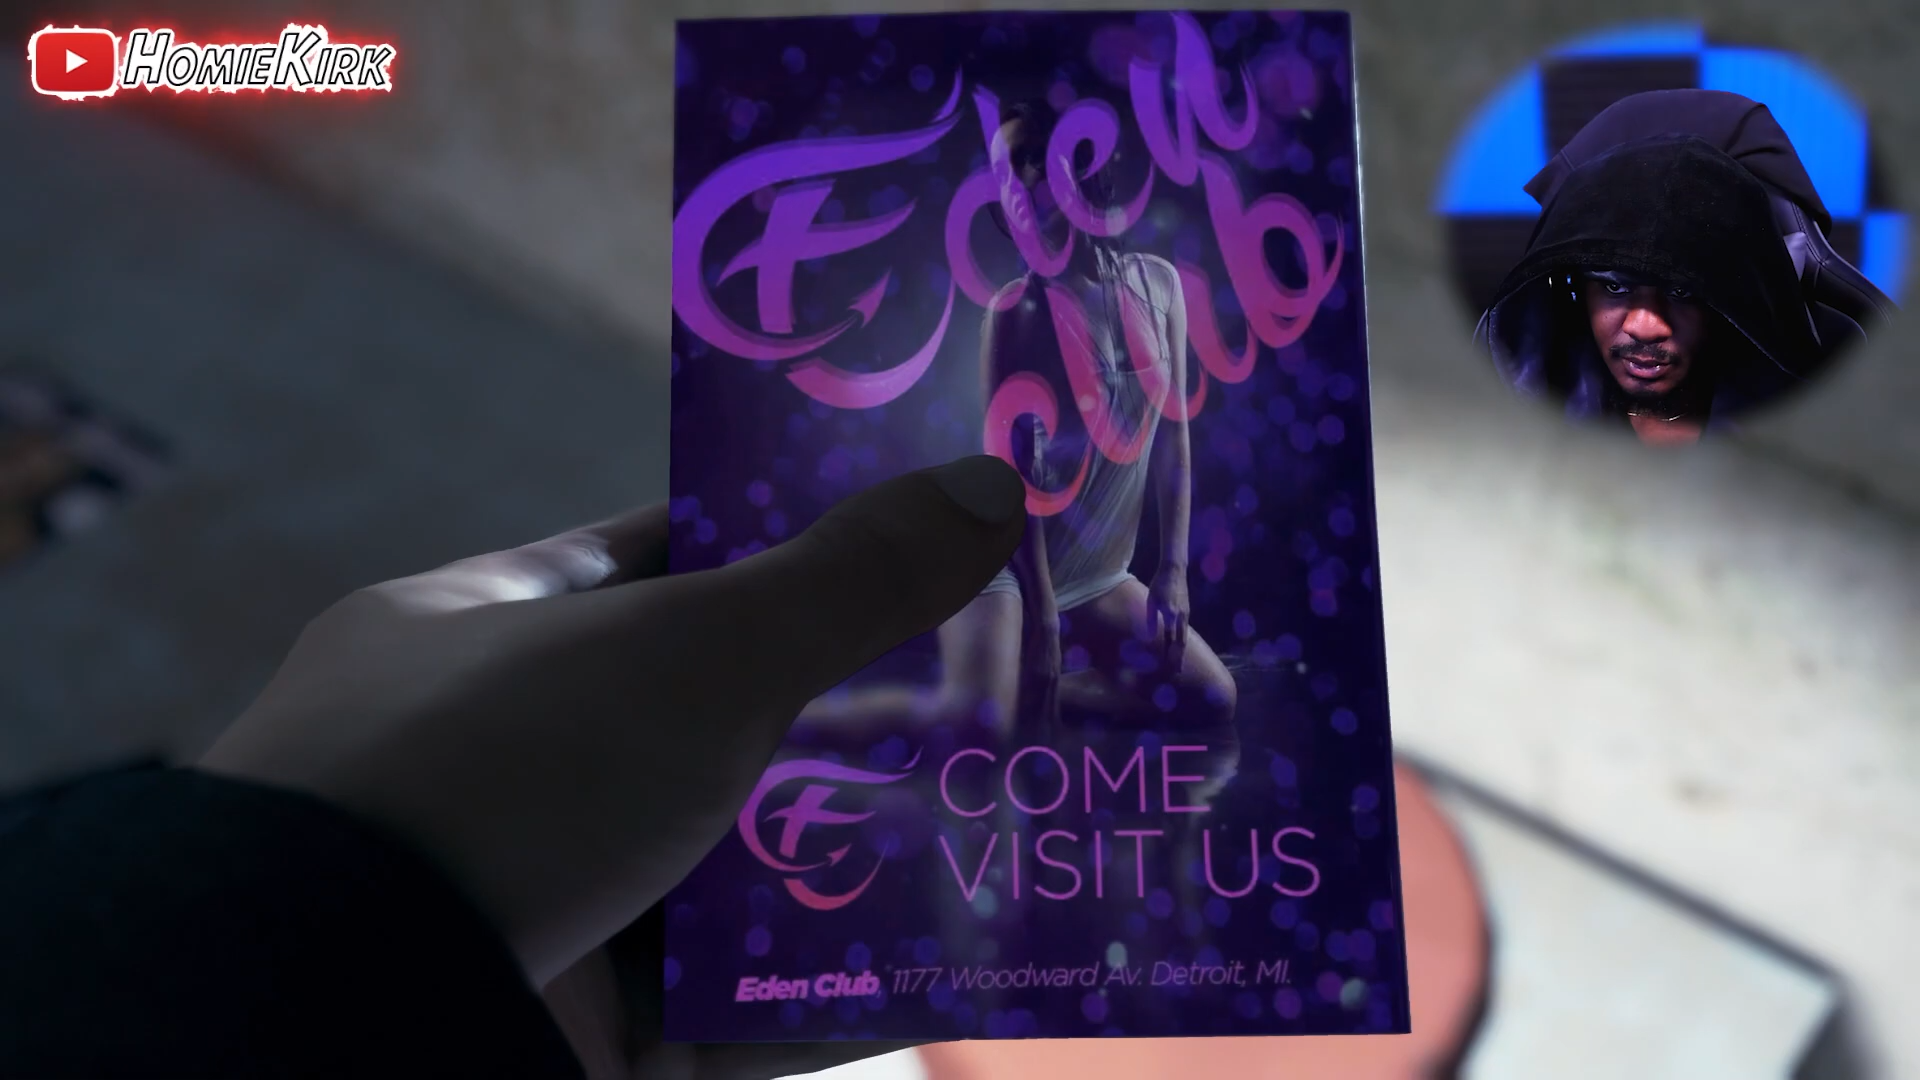 HomieKirk
Eden
Club
COME
VISIT US
Eden Club, 1177 Woodward Av. Detroit, MI.